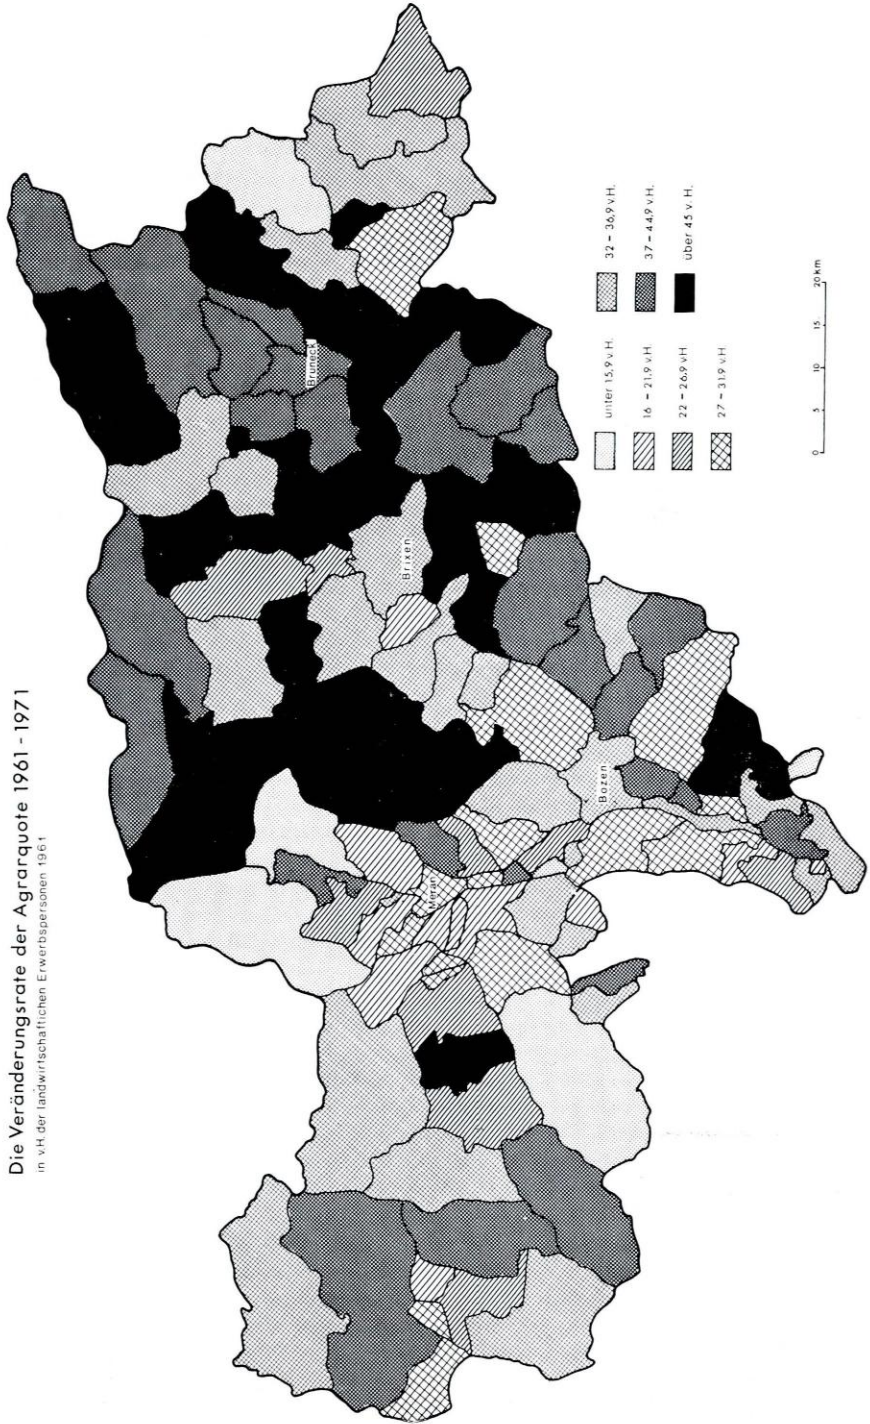 Die Veränderungsrate der Agrarquote 1961 - 1971
in v.H. der landwirtschaftlichen Erwerbspersonen 1961
Bruneck
Brixen
Meran
Bozen
unter 15,9 v.H.
16 - 21,9 v.H.
22 - 26,9 v.H
27 - 31,9 v.H.
32 - 36,9 v.H.
37 - 44,9 v.H.
über 45 v. H.
0 5 10 15 20 km